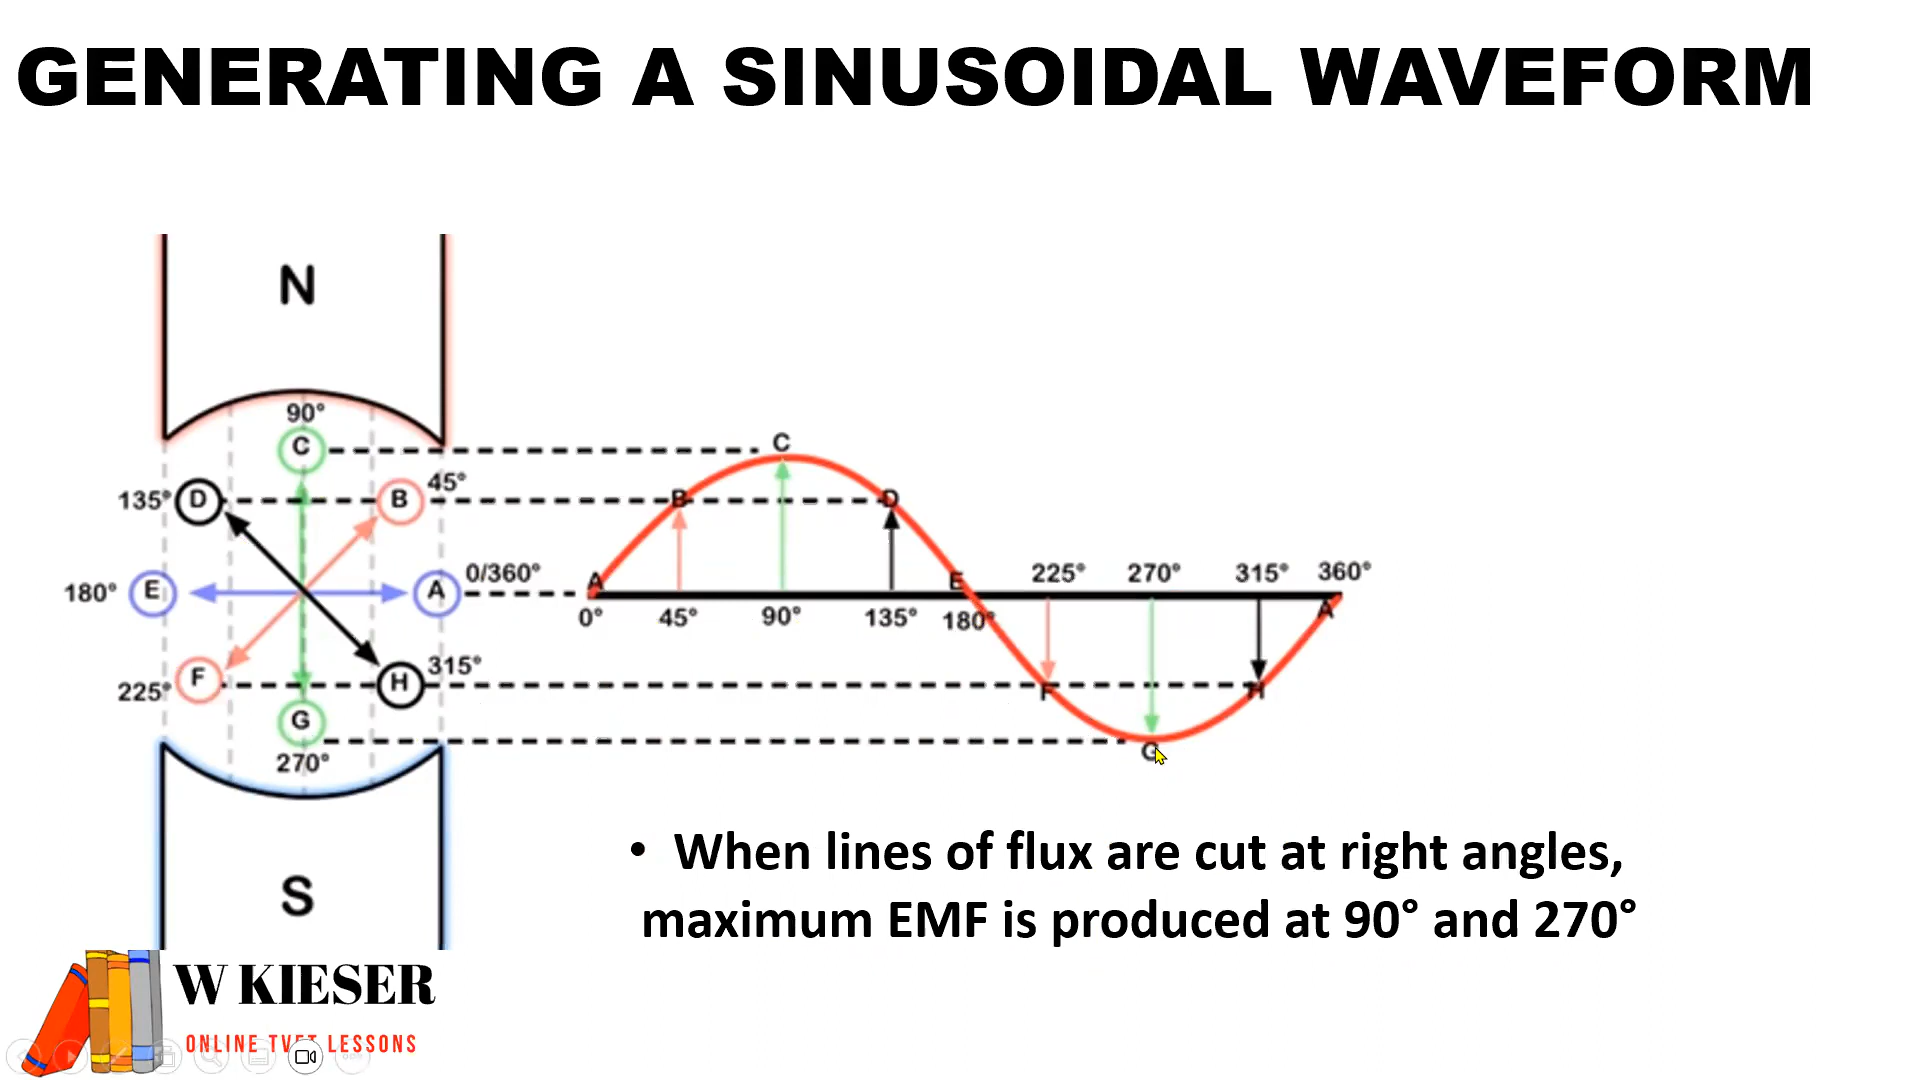 GENERATING A SINUSOIDAL WAVEFORM
N
90°
C
C
45°
135°
D
B
B
D
180°
E
A
0/360°
A
E
225°
270°
315°
360°
0°
45°
90°
135°
180°
A
225°
F
H
315°
F
H
G
G
270°
• When lines of flux are cut at right angles,
maximum EMF is produced at 90° and 270°
S
W KIESER
ONLINE TVET LESSONS